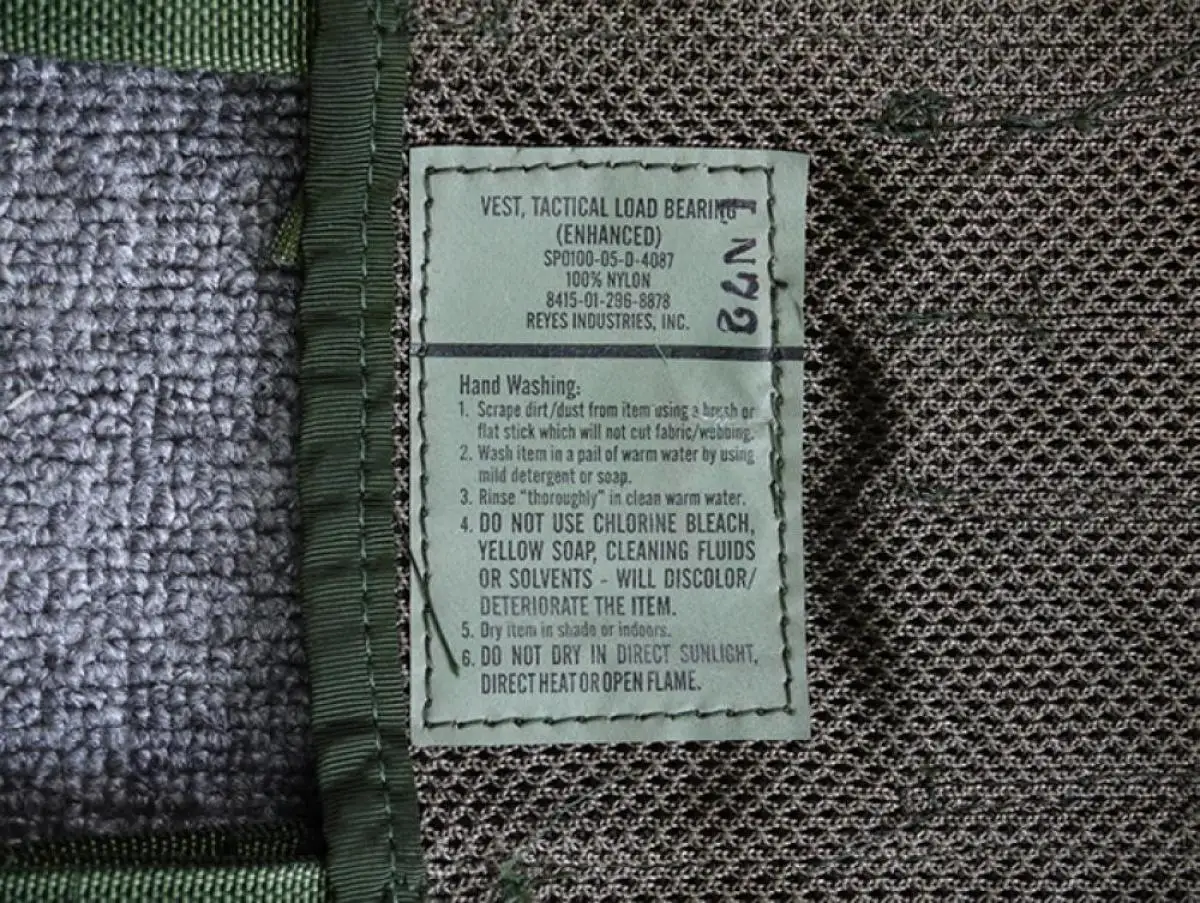 VEST, TACTICAL LOAD BEARING
(ENHANCED)
SP0100-05-D-4087
100% NYLON
8415-01-296-8878
REYES INDUSTRIES, INC.
Hand Washing:
1. Scrape dirt/dust from item using a brush or
flat stick which will not cut fabric/webbing.
2. Wash item in a pail of warm water by using
mild detergent or soap.
3. Rinse "thoroughly" in clean warm water.
4. DO NOT USE CHLORINE BLEACH,
YELLOW SOAP, CLEANING FLUIDS
OR SOLVENTS - WILL DISCOLOR/
DETERIORATE THE ITEM.
5. Dry item in shade or indoors.
6. DO NOT DRY IN DIRECT SUNLIGHT,
DIRECT HEAT OR OPEN FLAME.